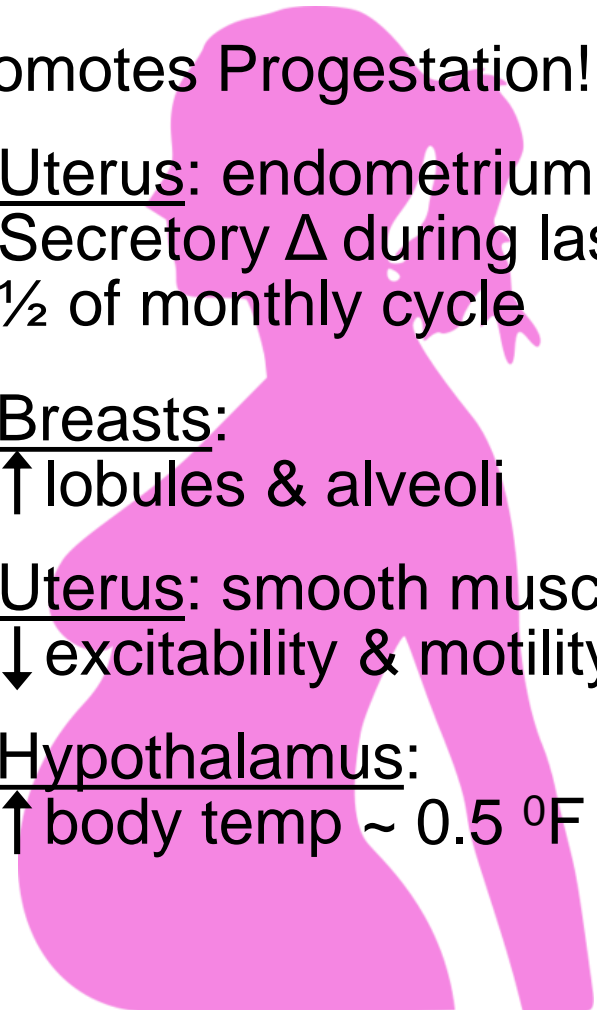 omotes Progestation!
Uterus: endometrium
Secretory Δ during las
½ of monthly cycle
Breasts:
↑ lobules & alveoli
Uterus: smooth musc
↓ excitability & motility
Hypothalamus:
↑ body temp ~ 0.5 ⁰F